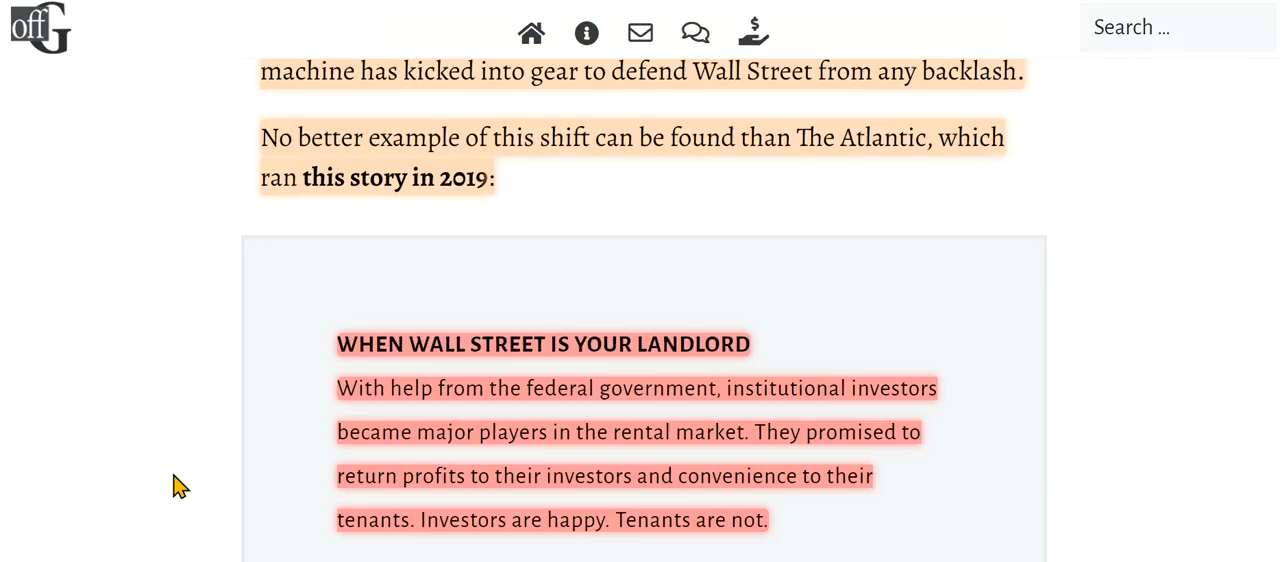 offG
Search ...
machine has kicked into gear to defend Wall Street from any backlash.
No better example of this shift can be found than The Atlantic, which
ran this story in 2019:
WHEN WALL STREET IS YOUR LANDLORD
With help from the federal government, institutional investors
became major players in the rental market. They promised to
return profits to their investors and convenience to their
tenants. Investors are happy. Tenants are not.